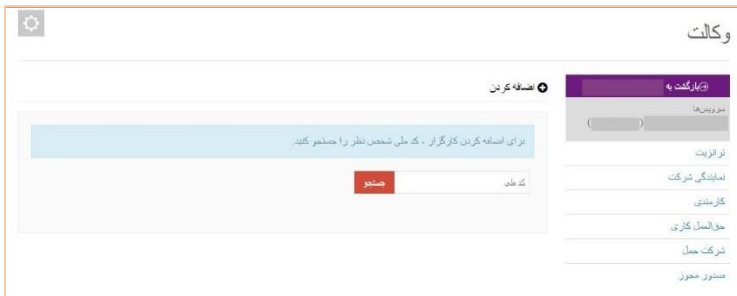 وکالت
بازگشت به
سرویس‌ها
( )
ترانزیت
نمایندگی شرکت
کارمندی
حق‌العمل کاری
شرکت حمل
صدور مجوز
اضافه کردن
برای اضافه کردن کارگزار ، کد ملی شخص نظر را جستجو کنید.
کد ملی
جستجو